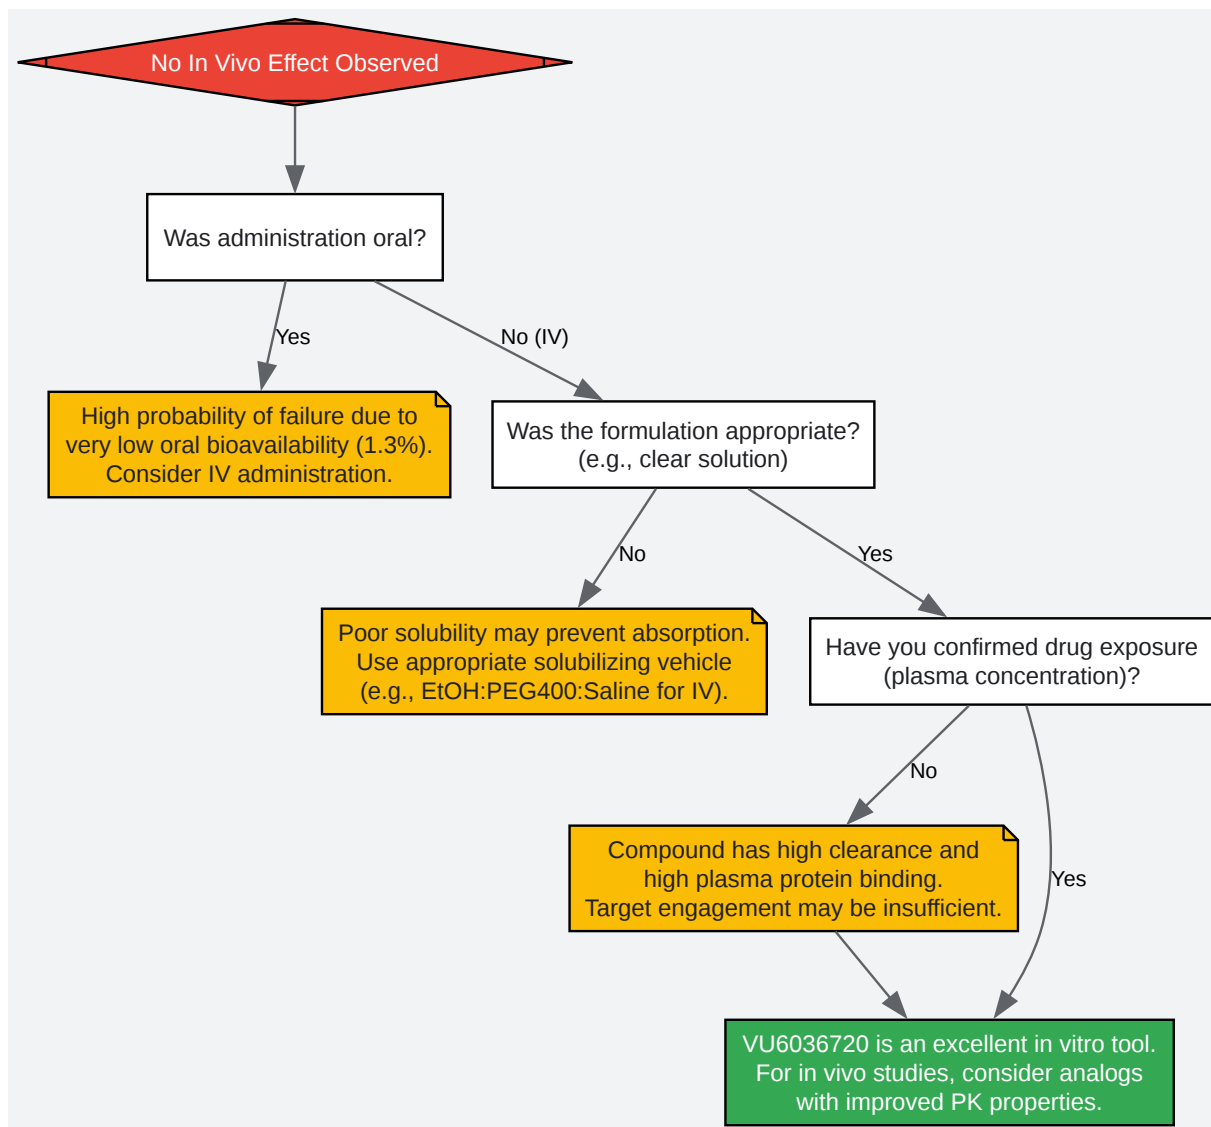 No In Vivo Effect Observed
Was administration oral?
Yes
No (IV)
High probability of failure due to
very low oral bioavailability (1.3%).
Consider IV administration.
Was the formulation appropriate?
(e.g., clear solution)
No
Yes
Poor solubility may prevent absorption.
Use appropriate solubilizing vehicle
(e.g., EtOH:PEG400:Saline for IV).
Have you confirmed drug exposure
(plasma concentration)?
No
Yes
Compound has high clearance and
high plasma protein binding.
Target engagement may be insufficient.
VU6036720 is an excellent in vitro tool.
For in vivo studies, consider analogs
with improved PK properties.